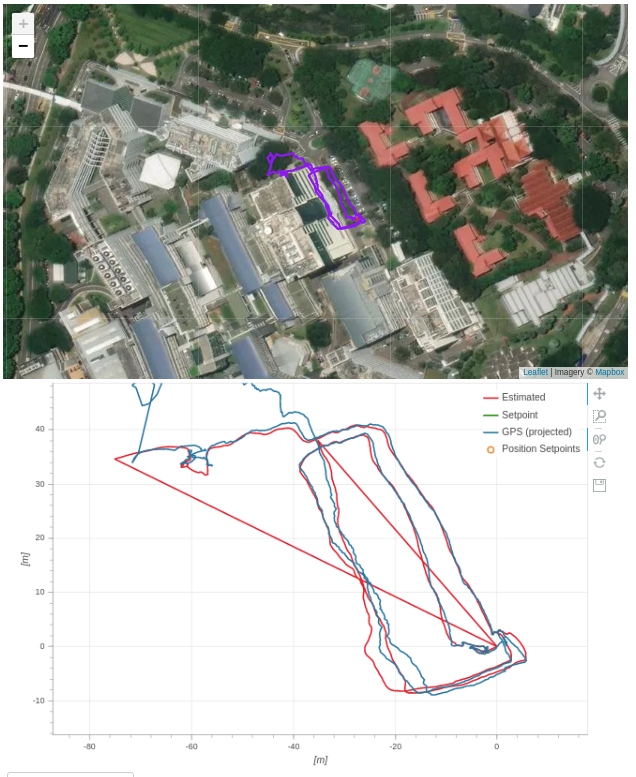 +
−
Leaflet | Imagery © Mapbox
Estimated
Setpoint
GPS (projected)
Position Setpoints
40
30
20
10
0
-10
[m]
-80
-60
-40
-20
0
[m]